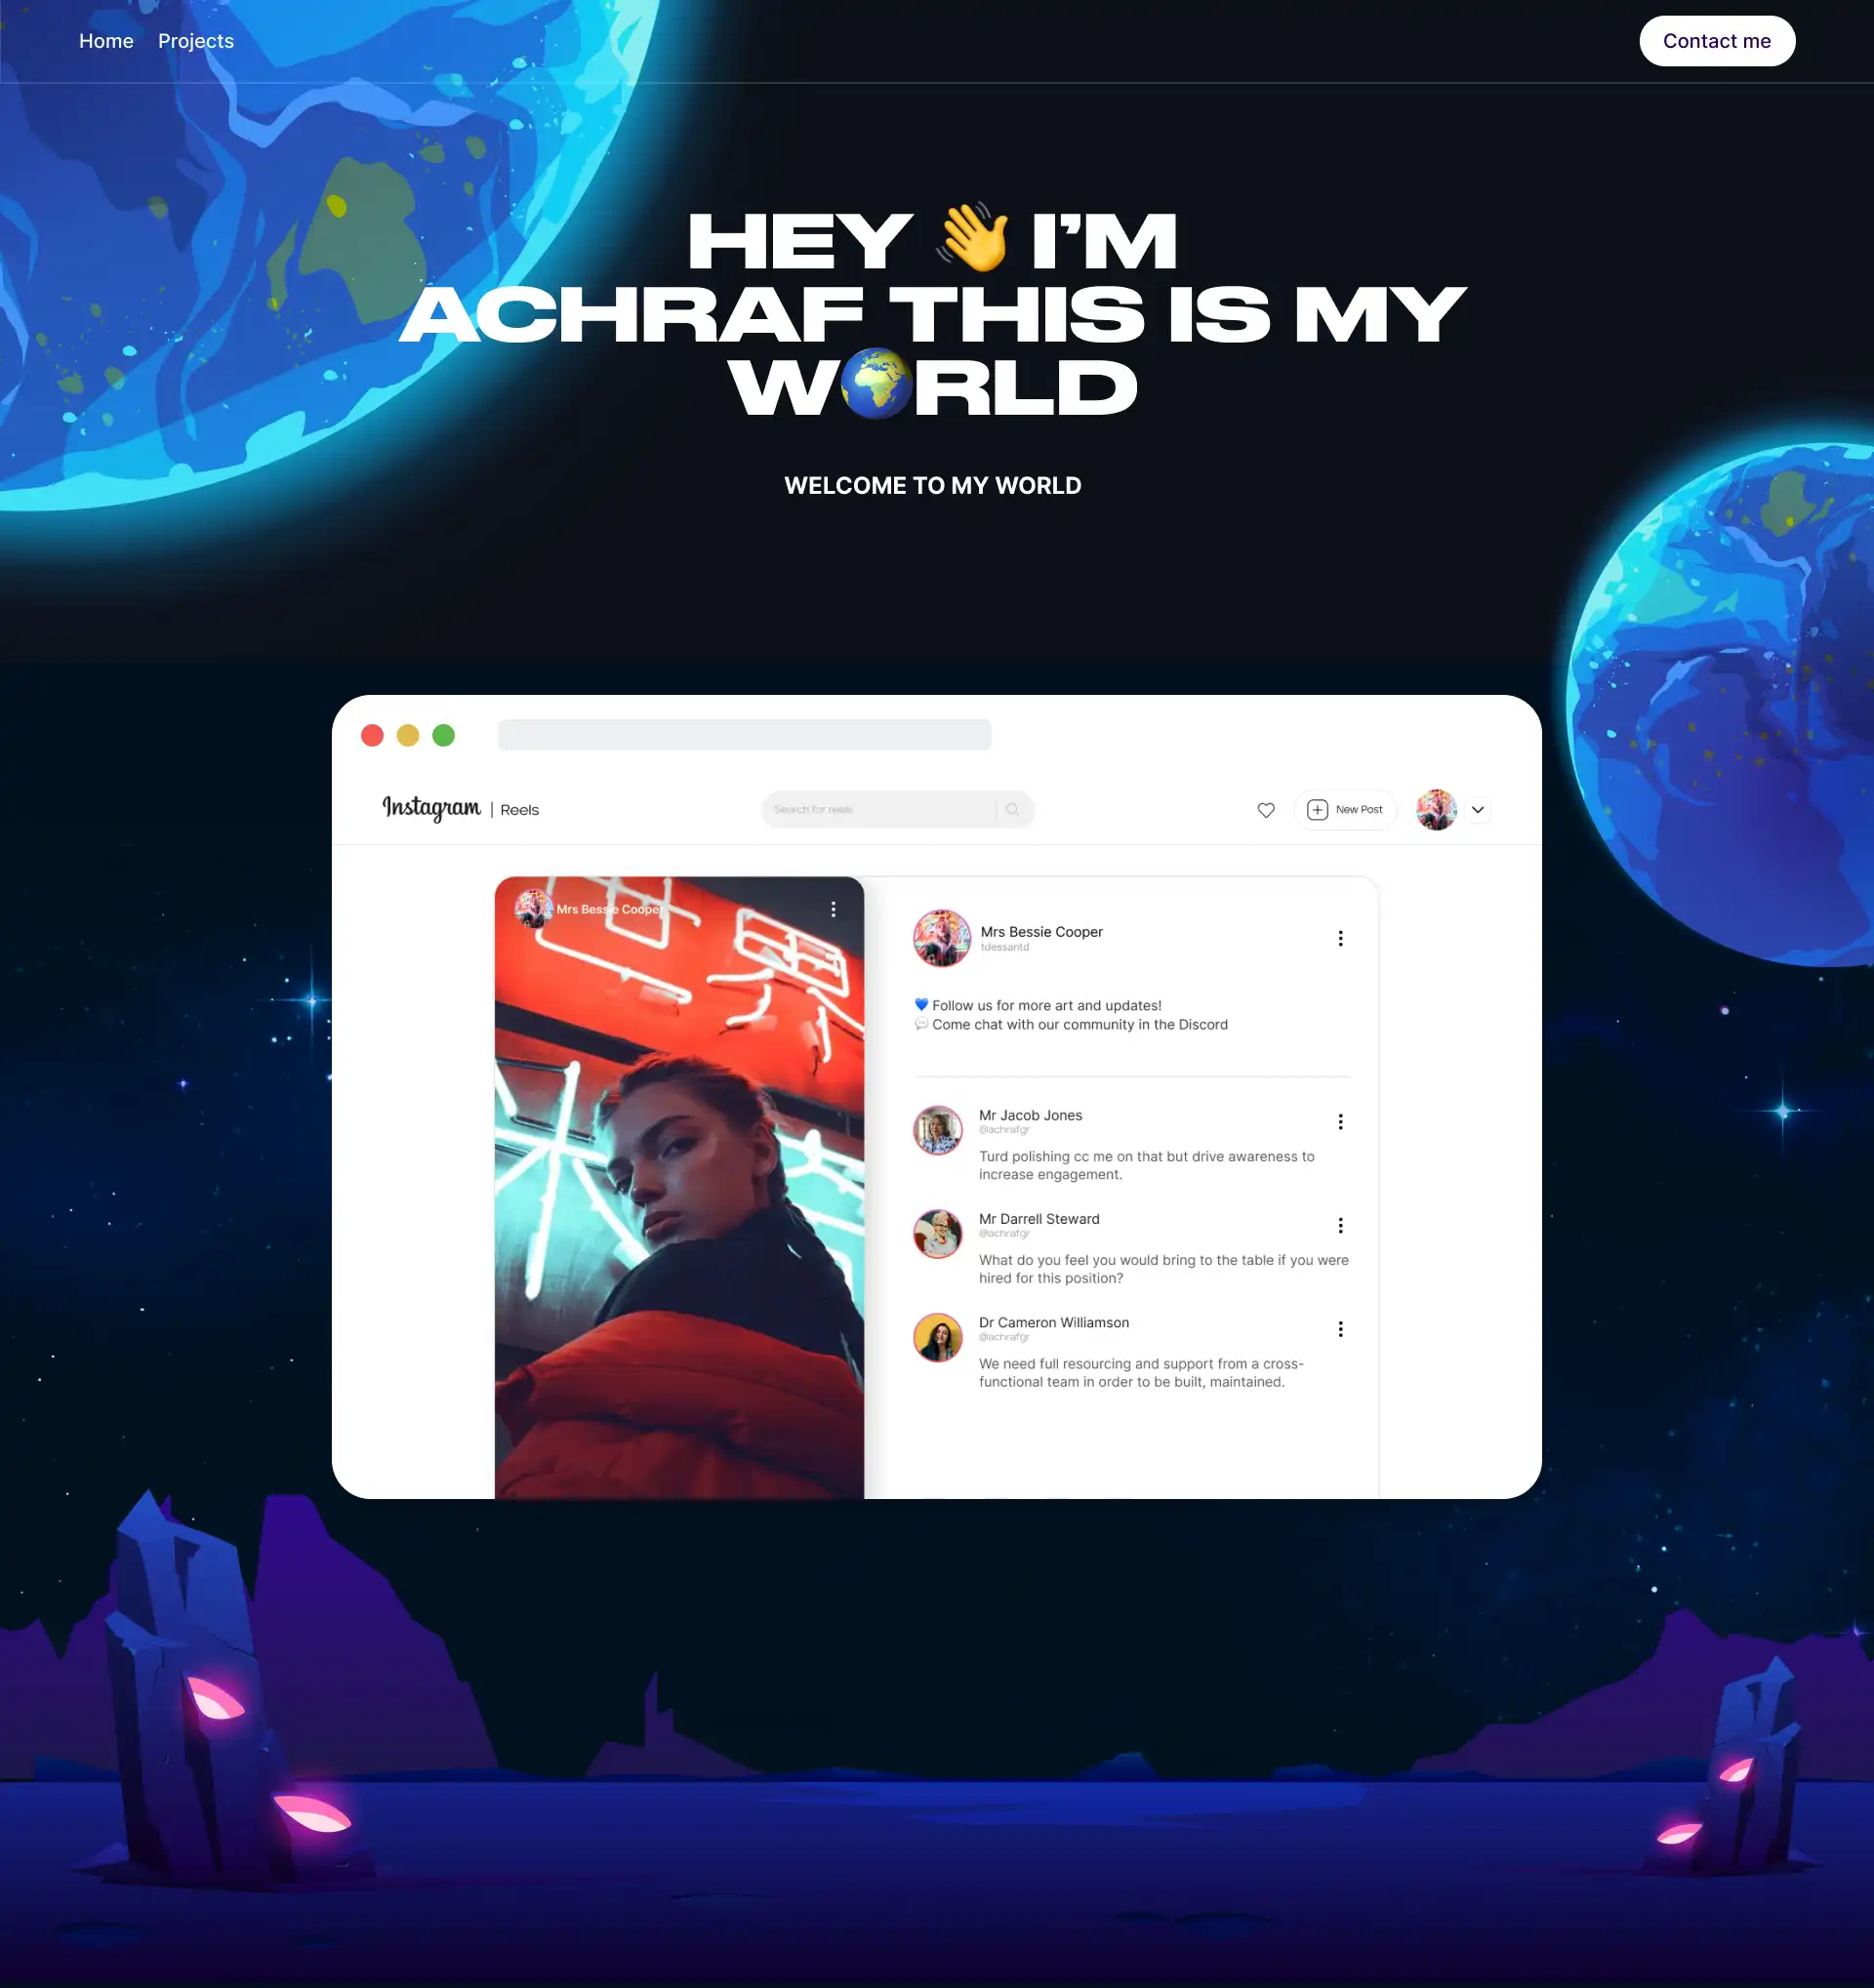 Home Projects Contact me
HEY 👋 I’M
ACHRAF THIS IS MY
W🌍RLD
WELCOME TO MY WORLD
Instagram | Reels
Search for reels
New Post
Mrs Bessie Cooper
Mrs Bessie Cooper
tdessantd
💙 Follow us for more art and updates!
💬 Come chat with our community in the Discord
Mr Jacob Jones
@achrafgr
Turd polishing cc me on that but drive awareness to
increase engagement.
Mr Darrell Steward
@achrafgr
What do you feel you would bring to the table if you were
hired for this position?
Dr Cameron Williamson
@achrafgr
We need full resourcing and support from a cross-
functional team in order to be built, maintained.